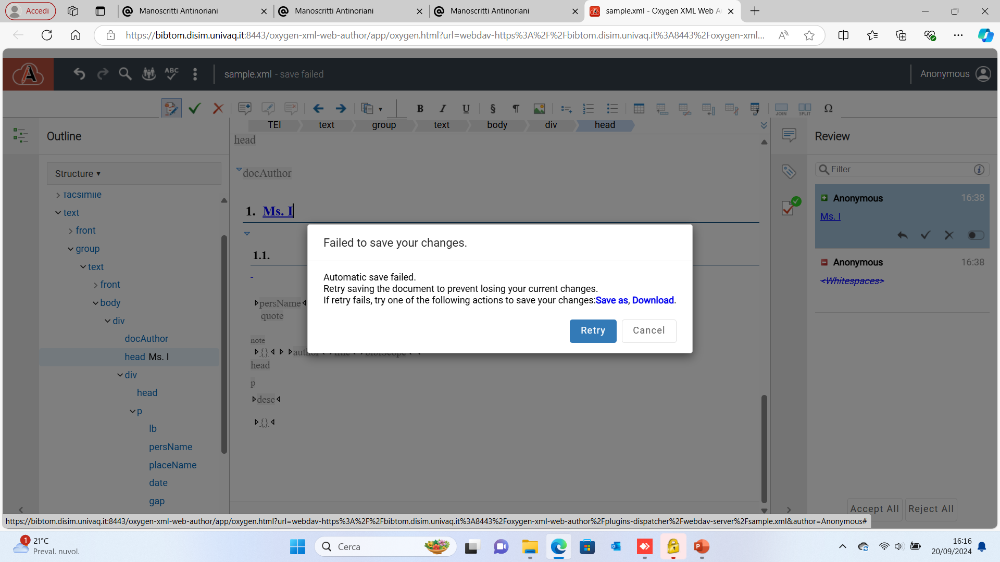 Accedi
Manoscritti Antinoriani
Manoscritti Antinoriani
Manoscritti Antinoriani
sample.xml - Oxygen XML Web A
https://bibtom.disim.univaq.it:8443/oxygen-xml-web-author/app/oxygen.html?url=webdav-https%3A%2F%2Fbibtom.disim.univaq.it%3A8443%2Foxygen-xml...
ABC
sample.xml - save failed
Anonymous
B I U § ¶ JOIN SPLIT Ω
TEI text group text body div head
Outline
Structure
facsimile
text
front
group
text
front
body
div
docAuthor
head Ms. I
div
head
p
lb
persName
placeName
date
gap
head
docAuthor
1. Ms. I
1.1.
-
persName
quote
note
{} author title biblScope
head
p
desc
{}
Failed to save your changes.
Automatic save failed.
Retry saving the document to prevent losing your current changes.
If retry fails, try one of the following actions to save your changes:Save as, Download.
Retry Cancel
Review
Filter
Anonymous 16:38
Ms. I
Anonymous 16:38
<Whitespaces>
Accept All Reject All
https://bibtom.disim.univaq.it:8443/oxygen-xml-web-author/app/oxygen.html?url=webdav-https%3A%2F%2Fbibtom.disim.univaq.it%3A8443%2Foxygen-xml-web-author%2Fplugins-dispatcher%2Fwebdav-server%2Fsample.xml&author=Anonymous#
1
21°C
Preval. nuvol.
Cerca
16:16
20/09/2024